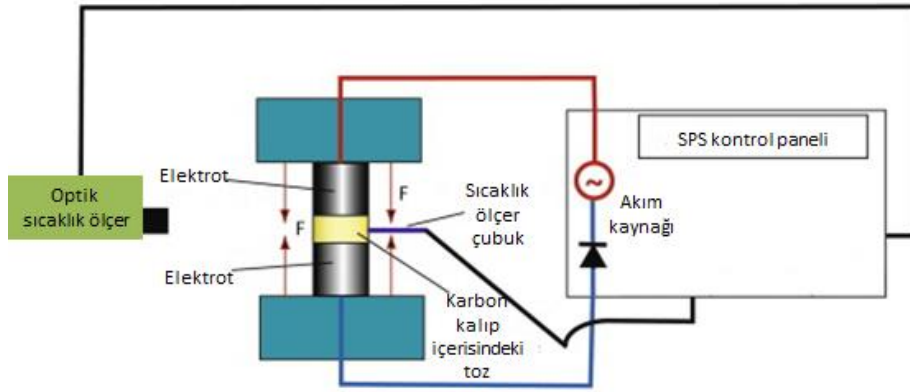 SPS kontrol paneli
Elektrot
F
Optik
sıcaklık ölçer
Sıcaklık
ölçer
çubuk
~
Akım
kaynağı
F
Elektrot
Karbon
kalıp
içerisindeki
toz